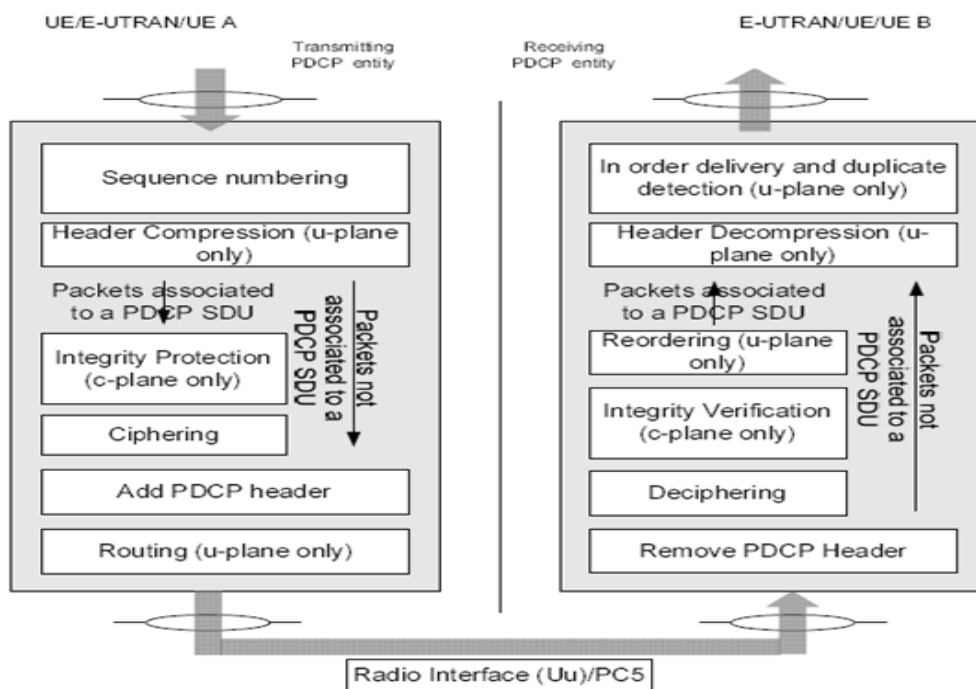 UE/E-UTRAN/UE A
E-UTRAN/UE/UE B
Transmitting
PDCP entity
Receiving
PDCP entity
Sequence numbering
Header Compression (u-plane
only)
Packets associated
to a PDCP SDU
Packets not
associated to a
PDCP SDU
Integrity Protection
(c-plane only)
Ciphering
Add PDCP header
Routing (u-plane only)
In order delivery and duplicate
detection (u-plane only)
Header Decompression (u-
plane only)
Packets associated
to a PDCP SDU
Packets not
associated to a
PDCP SDU
Reordering (u-plane
only)
Integrity Verification
(c-plane only)
Deciphering
Remove PDCP Header
Radio Interface (Uu)/PC5